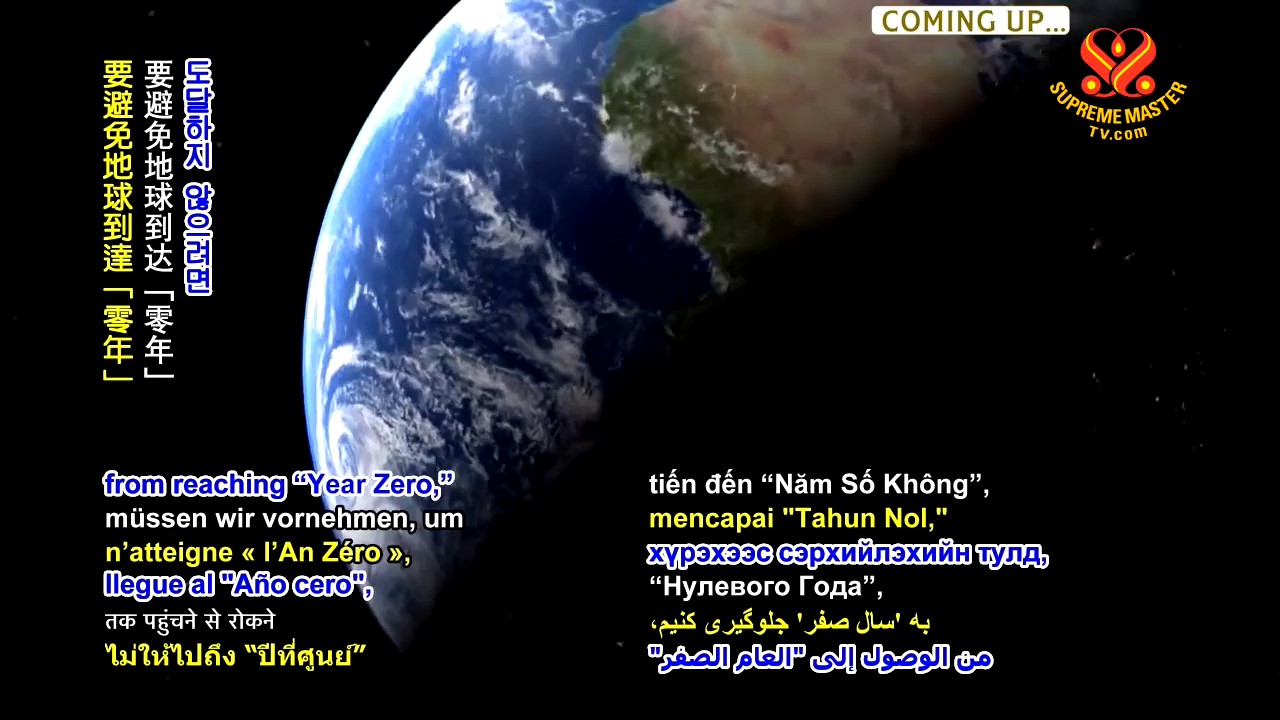 COMING UP...
SUPREME MASTER
TV.com
도달하지 않으려면
要避免地球到达「零年」
要避免地球到達「零年」
from reaching “Year Zero,”
müssen wir vornehmen, um
n’atteigne « l’An Zéro »,
llegue al "Año cero",
तक पहुंचने से रोकने
ไม่ให้ไปถึง “ปีที่ศูนย์”
tiến đến “Năm Số Không”,
mencapai "Tahun Nol,"
хүрэхээс сэрхийлэхийн тулд,
“Нулевого Года”,
به 'سال صفر' جلوگیری کنیم،
من الوصول إلى "العام الصفر"